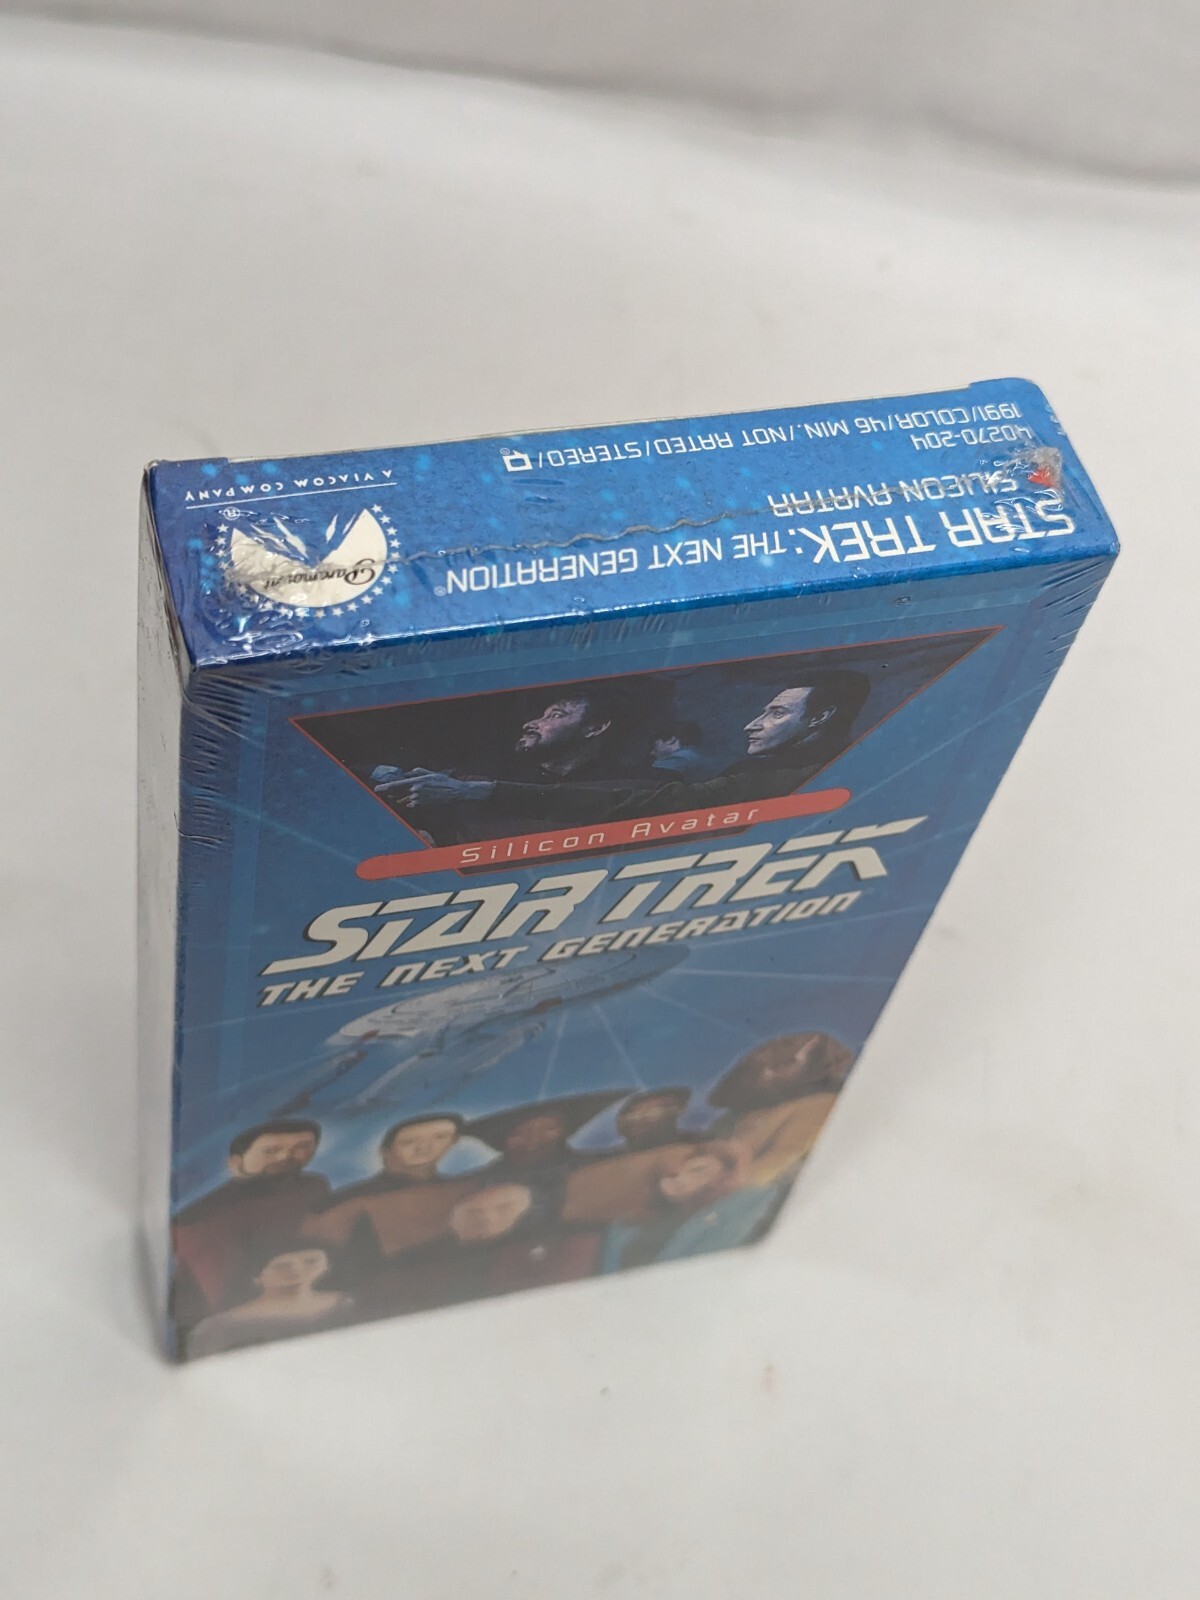 STAR TREK: THE NEXT GENERATION®
SILICON AVATAR
40270-204
1991/COLOR/46 MIN./NOT RATED/STEREO/
Paramount
®
A VIACOM COMPANY
Silicon Avatar
STAR TREK
THE NEXT GENERATION